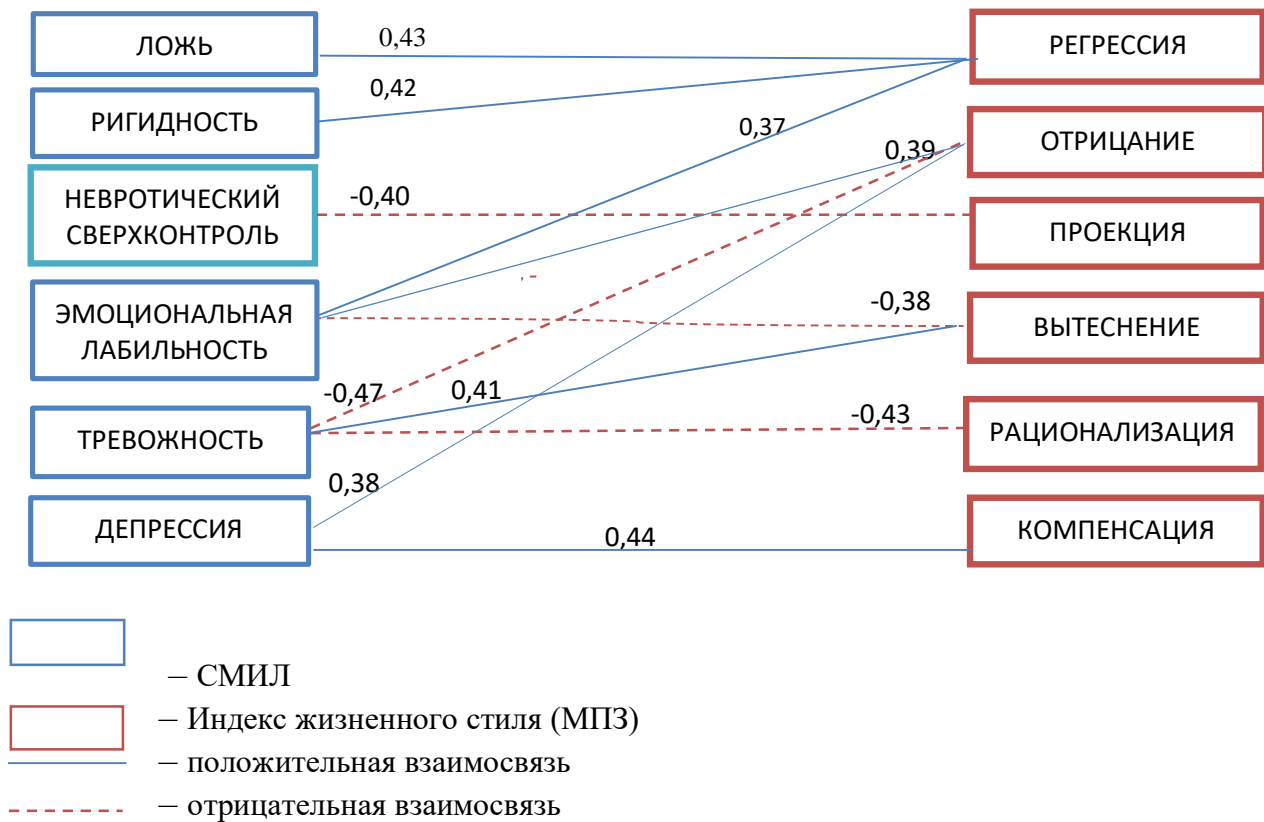 ЛОЖЬ
0,43
РЕГРЕССИЯ
РИГИДНОСТЬ
0,42
0,37
0,39
ОТРИЦАНИЕ
НЕВРОТИЧЕСКИЙ
СВЕРХКОНТРОЛЬ
-0,40
ПРОЕКЦИЯ
, -
ЭМОЦИОНАЛЬНАЯ
ЛАБИЛЬНОСТЬ
-0,38
ВЫТЕСНЕНИЕ
-0,47
0,41
ТРЕВОЖНОСТЬ
-0,43
РАЦИОНАЛИЗАЦИЯ
0,38
ДЕПРЕССИЯ
0,44
КОМПЕНСАЦИЯ
– СМИЛ
– Индекс жизненного стиля (МПЗ)
– положительная взаимосвязь
– отрицательная взаимосвязь